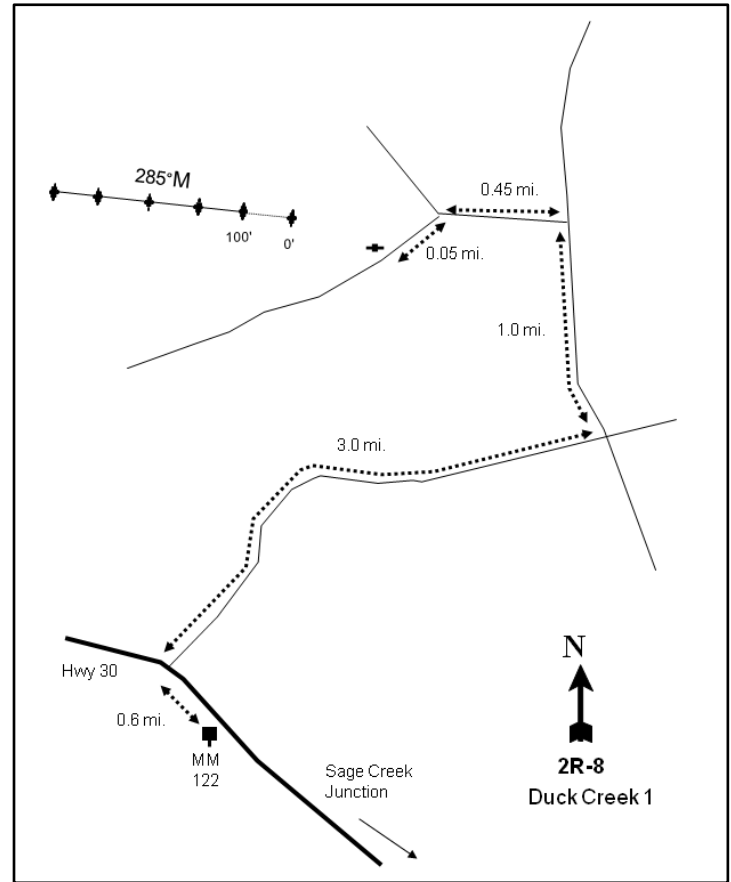 285°M
100'
0'
0.45 mi.
0.05 mi.
1.0 mi.
3.0 mi.
Hwy 30
0.6 mi.
MM
122
Sage Creek
Junction
N
2R-8
Duck Creek 1